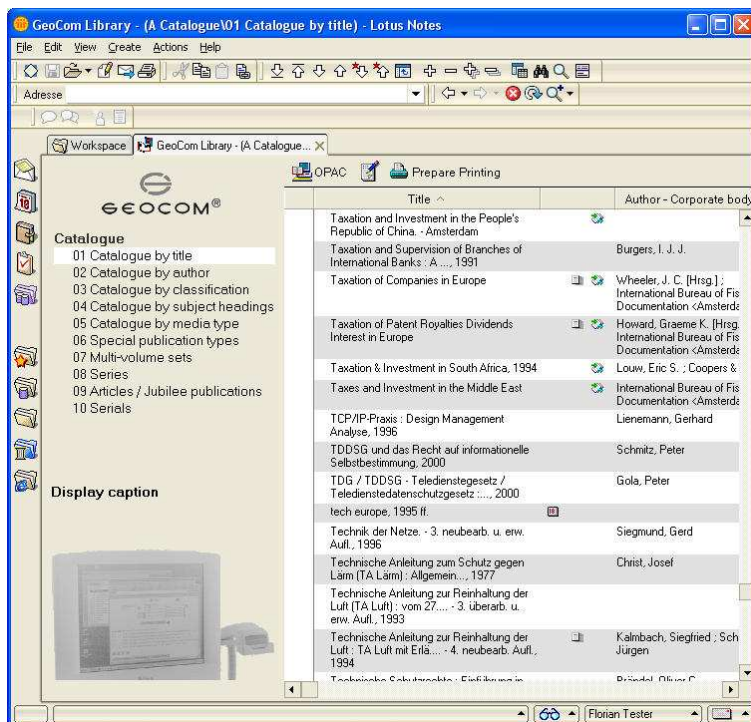 GeoCom Library - (A Catalogue\01 Catalogue by title) - Lotus Notes
File Edit View Create Actions Help
Adresse
Workspace GeoCom Library - (A Catalogue...
GEOCOM®
Catalogue
01 Catalogue by title
02 Catalogue by author
03 Catalogue by classification
04 Catalogue by subject headings
05 Catalogue by media type
06 Special publication types
07 Multi-volume sets
08 Series
09 Articles / Jubilee publications
10 Serials
Display caption
OPAC Prepare Printing
Title Author - Corporate body
Taxation and Investment in the People's
Republic of China. - Amsterdam
Taxation and Supervision of Branches of Burgers, I. J. J.
International Banks : A ..., 1991
Taxation of Companies in Europe Wheeler, J. C. [Hrsg.] ;
International Bureau of Fis
Documentation <Amsterda
Taxation of Patent Royalties Dividends Howard, Graeme K. [Hrsg.
Interest in Europe International Bureau of Fis
Documentation <Amsterda
Taxation & Investment in South Africa, 1994 Louw, Eric S. ; Coopers &
Taxes and Investment in the Middle East International Bureau of Fis
Documentation <Amsterda
TCP/IP-Praxis : Design Management Lienemann, Gerhard
Analyse, 1996
TDDSG und das Recht auf informationelle Schmitz, Peter
Selbstbestimmung, 2000
TDG / TDDSG - Teledienstegesetz / Gola, Peter
Teledienstedatenschutzgesetz :..., 2000
tech europe, 1995 ff.
Technik der Netze. - 3. neubearb. u. erw. Siegmund, Gerd
Aufl., 1996
Technische Anleitung zum Schutz gegen Christ, Josef
Lärm (TA Lärm) : Allgemein..., 1977
Technische Anleitung zur Reinhaltung der
Luft (TA Luft) : vom 27.... - 3. überarb. u.
erw. Aufl., 1993
Technische Anleitung zur Reinhaltung der Kalmbach, Siegfried ; Sch
Luft : TA Luft mit Erlä.... - 4. neubearb. Aufl., Jürgen
1994
Technische Schutzrechte : Einführung in Brändel, Oliver C.
Florian Tester